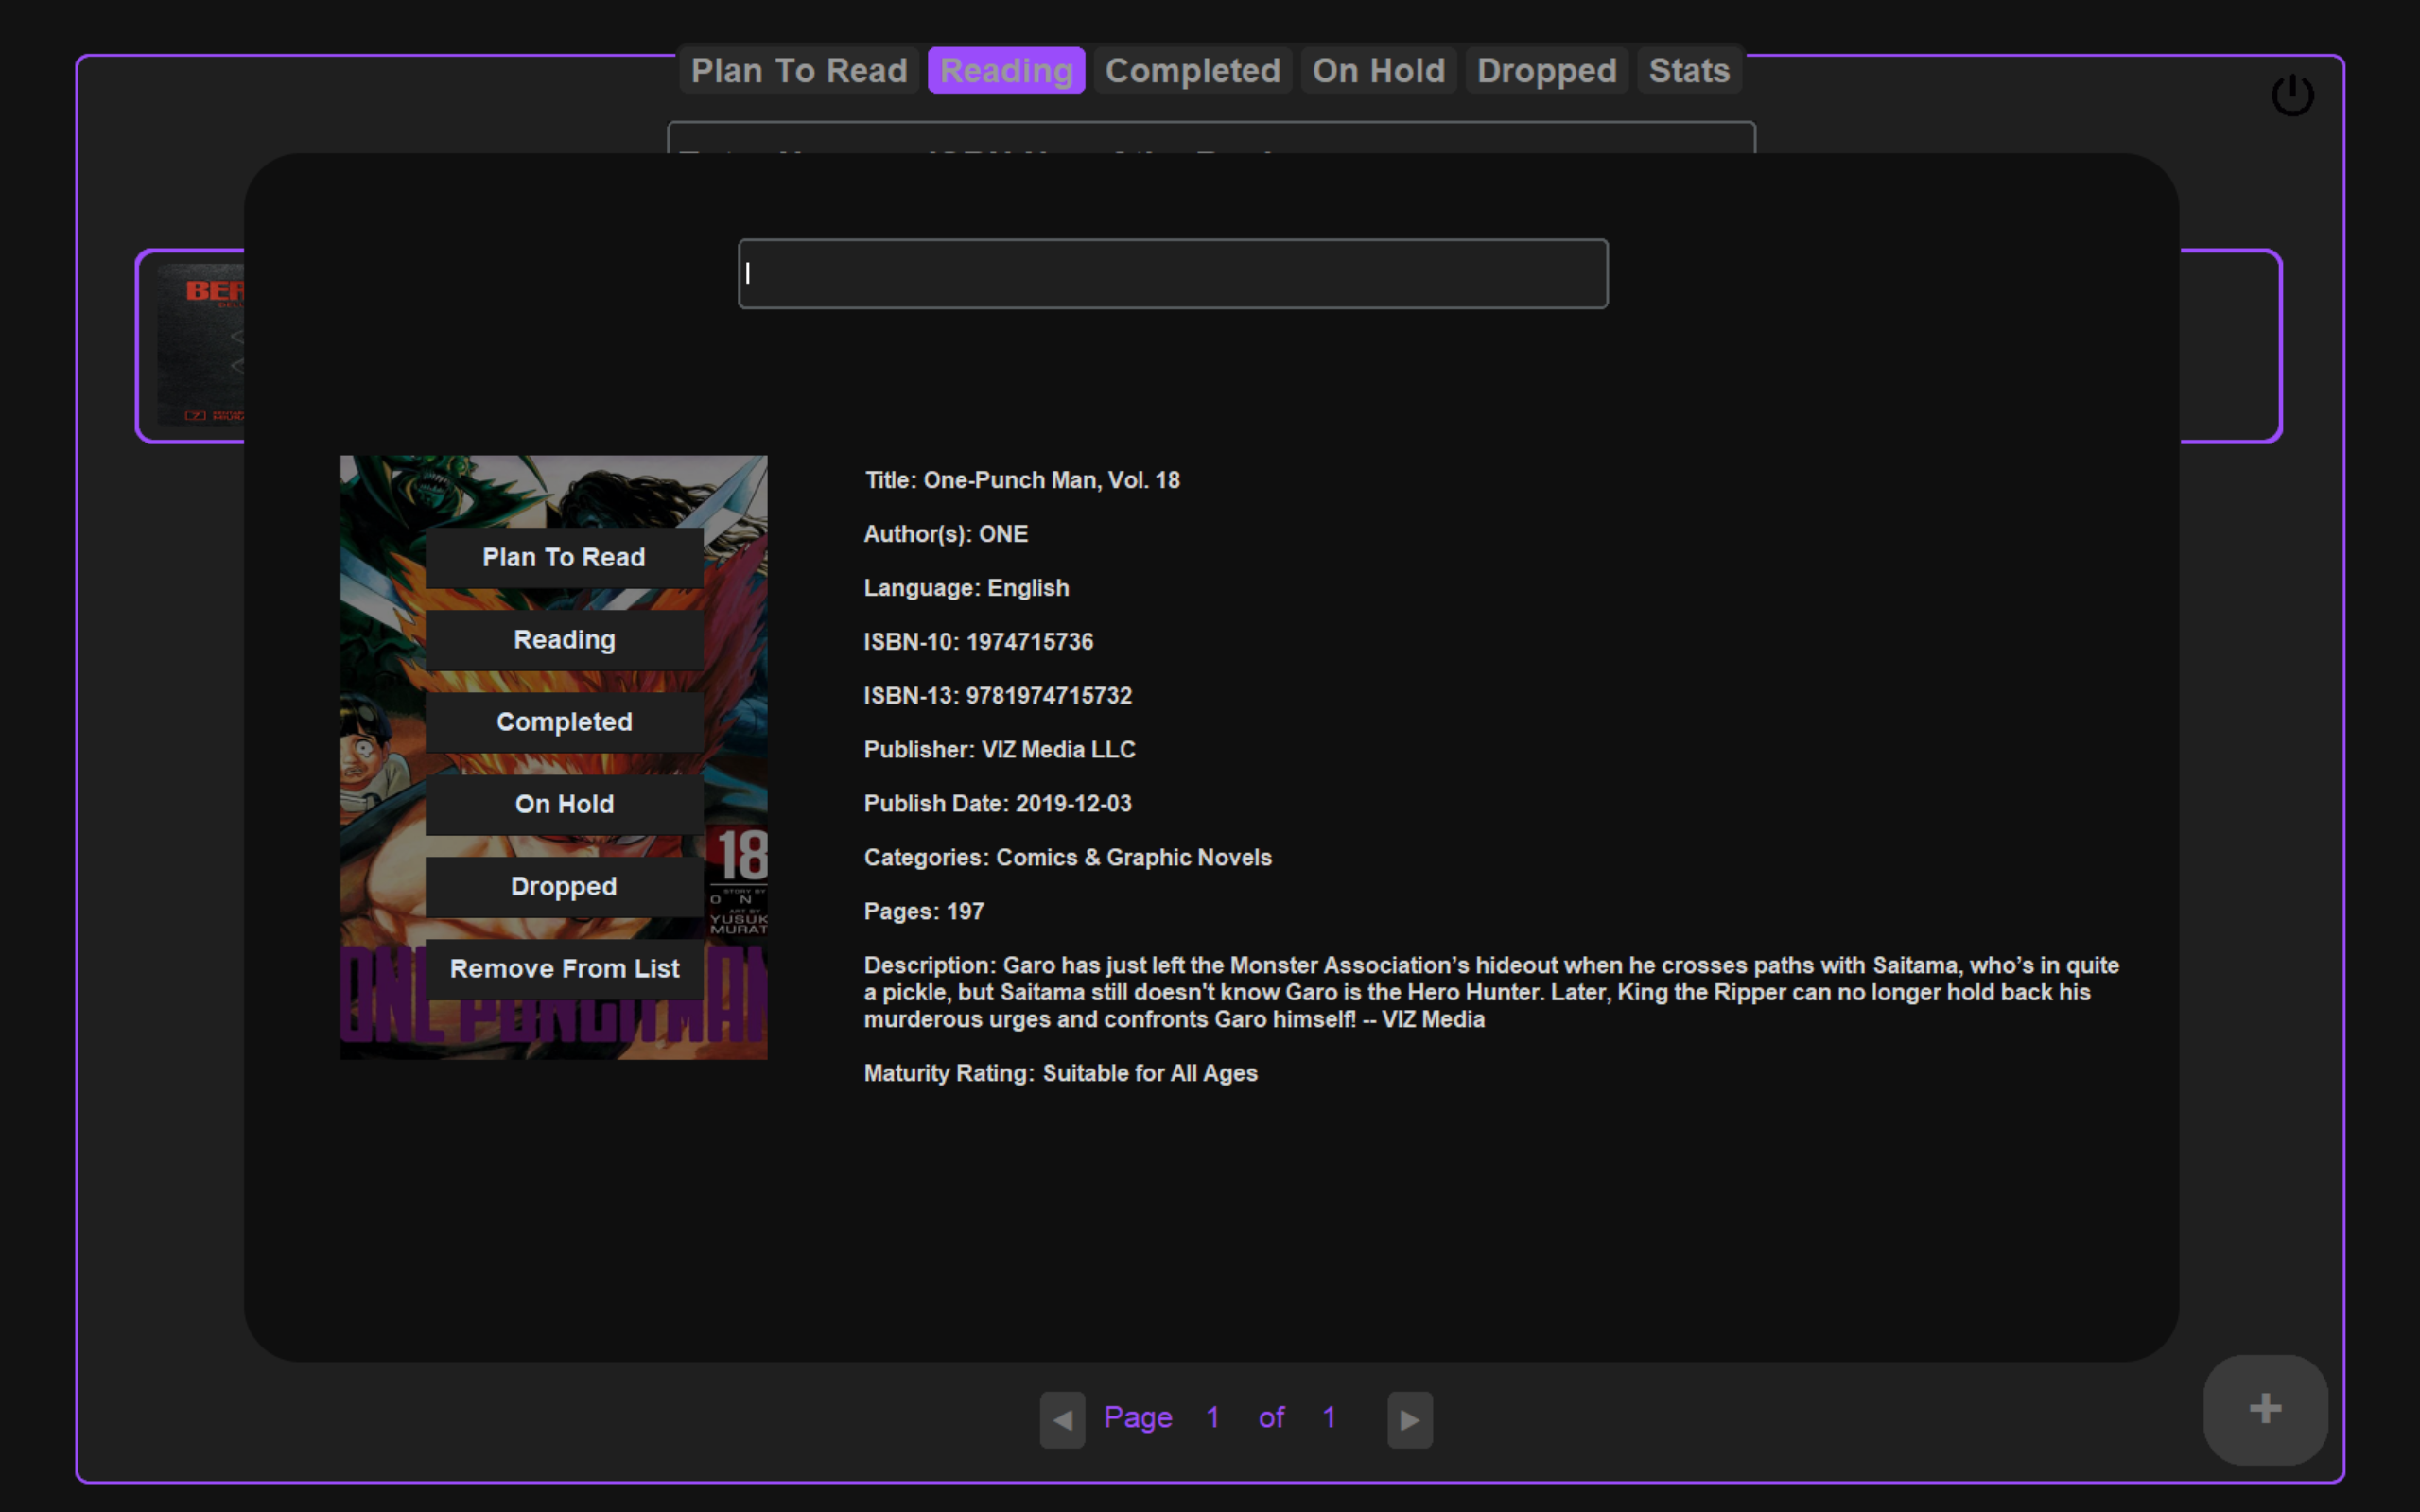 Plan To Read Reading Completed On Hold Dropped Stats
Title: One-Punch Man, Vol. 18
Author(s): ONE
Language: English
ISBN-10: 1974715736
ISBN-13: 9781974715732
Publisher: VIZ Media LLC
Publish Date: 2019-12-03
Categories: Comics & Graphic Novels
Pages: 197
Description: Garo has just left the Monster Association’s hideout when he crosses paths with Saitama, who’s in quite
a pickle, but Saitama still doesn't know Garo is the Hero Hunter. Later, King the Ripper can no longer hold back his
murderous urges and confronts Garo himself! -- VIZ Media
Maturity Rating: Suitable for All Ages
Plan To Read
Reading
Completed
On Hold
Dropped
Remove From List
18
STORY BY
ART BY
Page 1 of 1